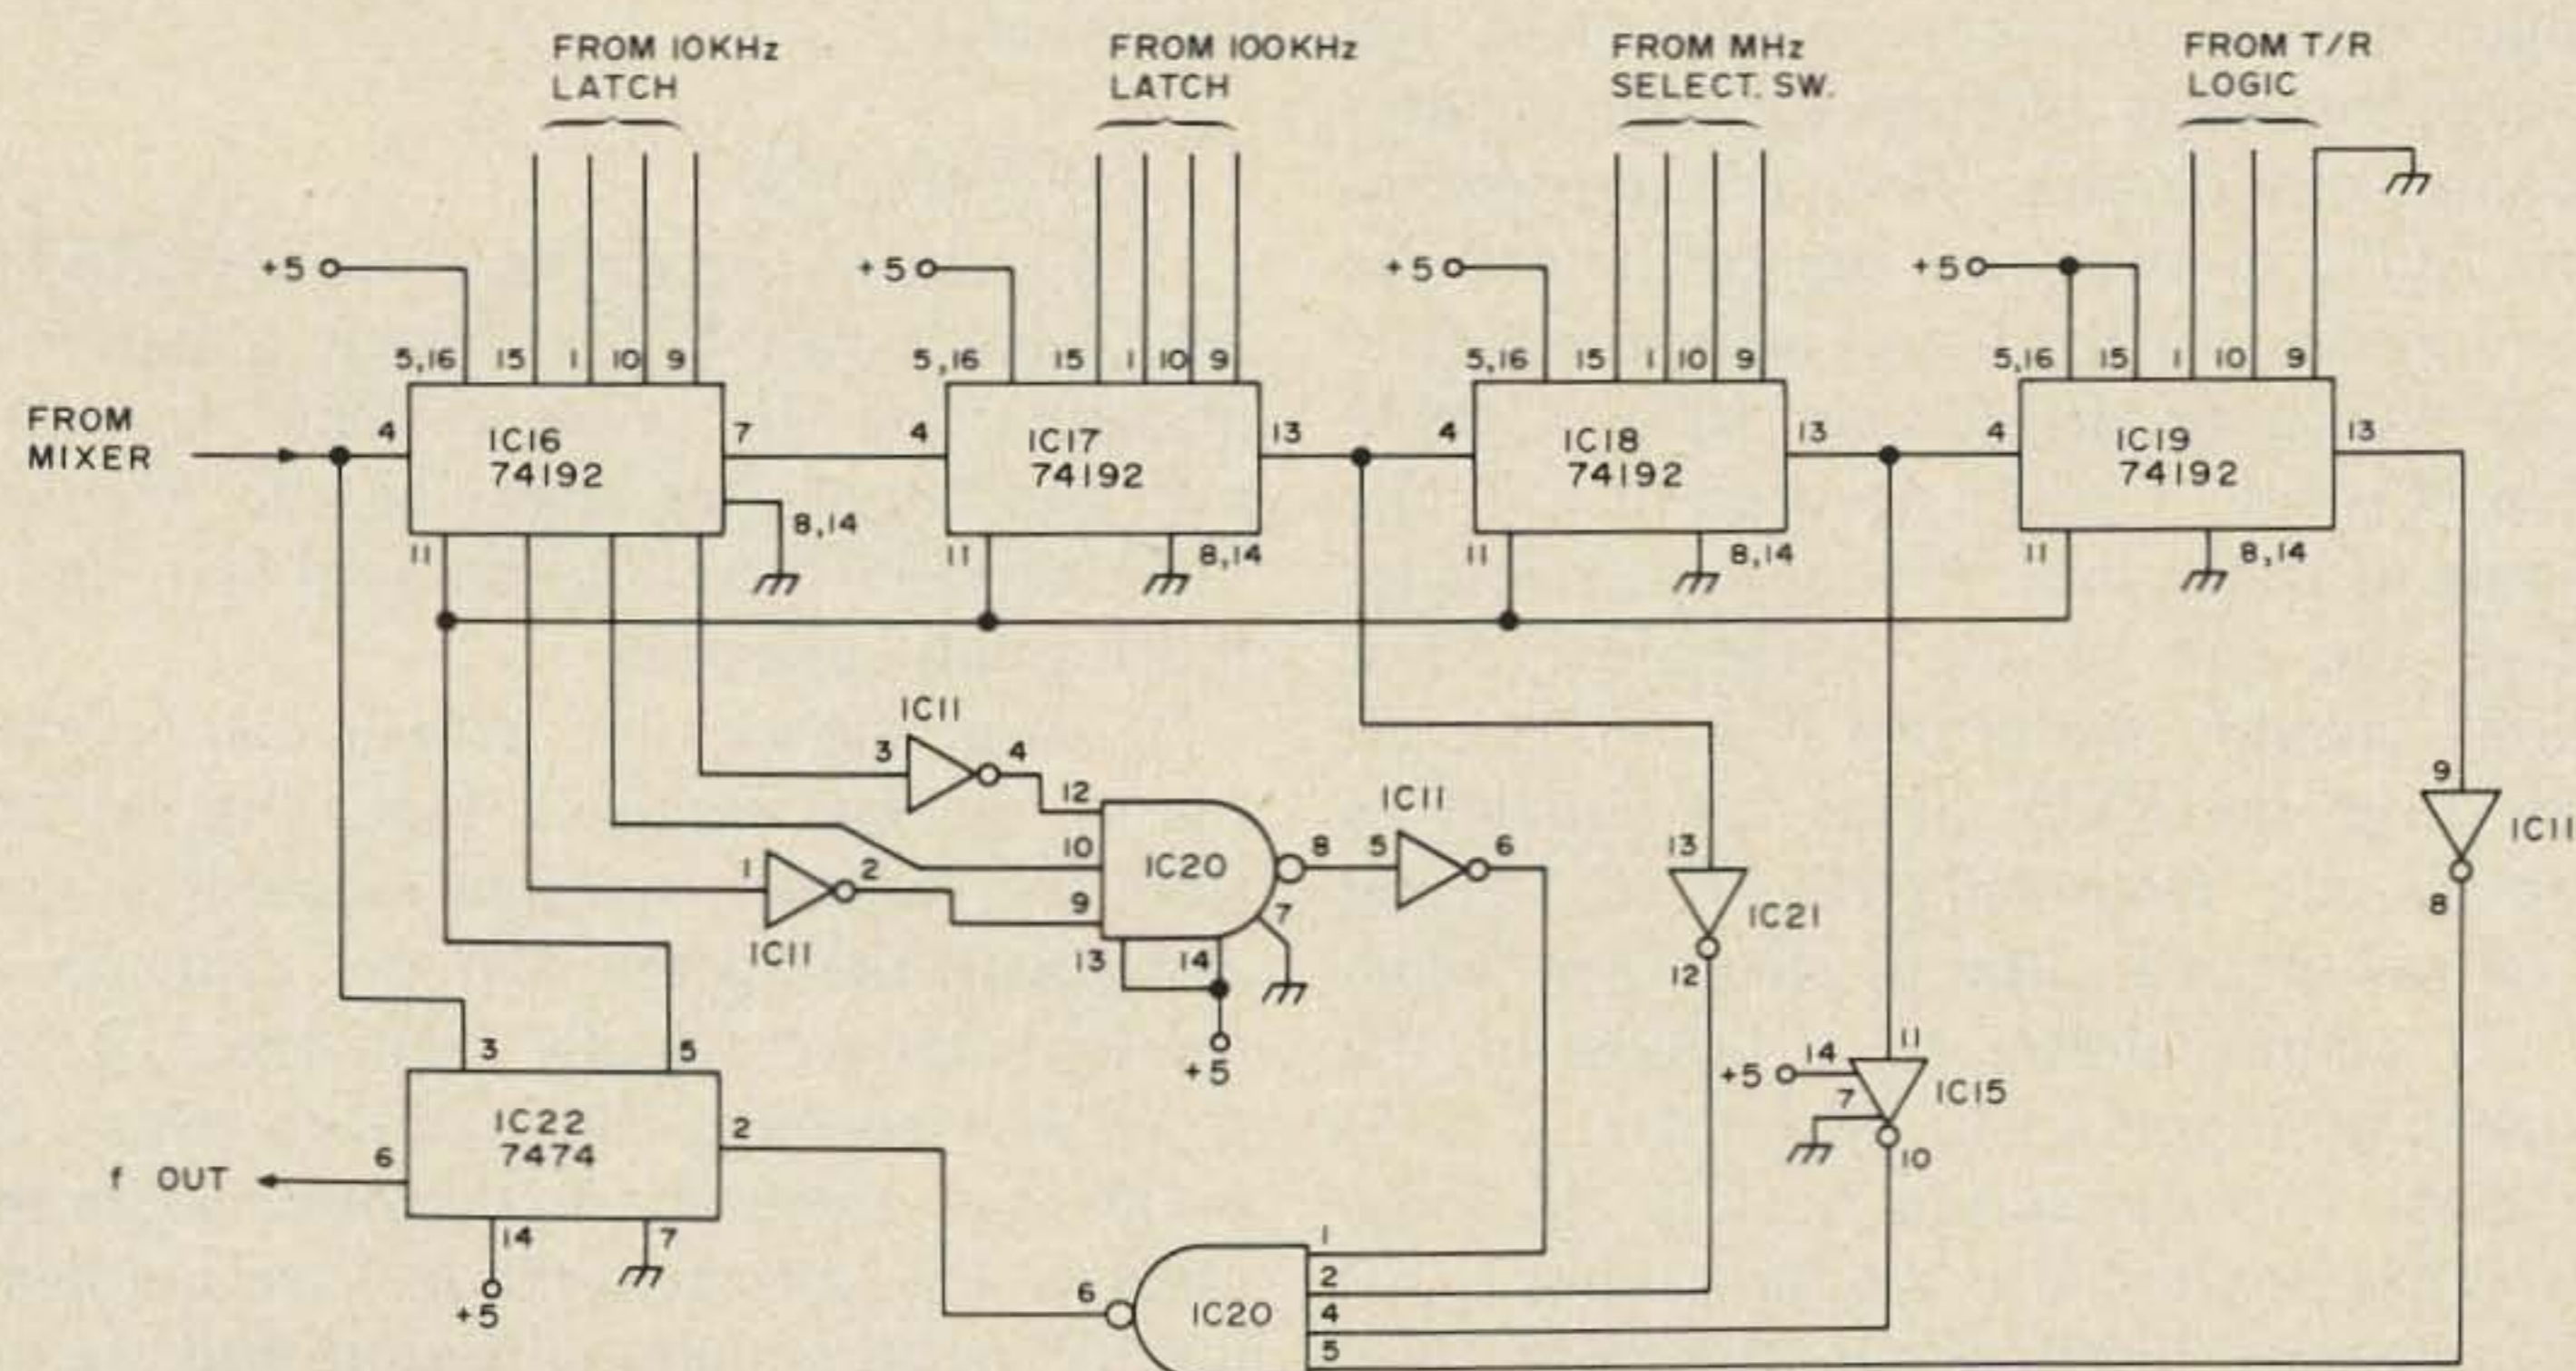 FROM 10KHz
LATCH
FROM 100KHz
LATCH
FROM MHz
SELECT. SW.
FROM T/R
LOGIC
+5
+5
+5
+5
5,16 15 1 10 9
5,16 15 1 10 9
5,16 15 1 10 9
5,16 15 1 10 9
FROM
MIXER
4
IC16
74192
7
4
IC17
74192
13
4
IC18
74192
13
4
IC19
74192
13
11
8,14
11
8,14
11
8,14
11
8,14
IC11
3
4
12
10
9
IC20
8
13
14
7
+5
1
2
IC11
IC11
5
6
13
IC21
12
9
IC11
8
+5
14
11
7
IC15
10
3
5
IC22
7474
2
6
f OUT
14
7
+5
6
IC20
1
2
4
5